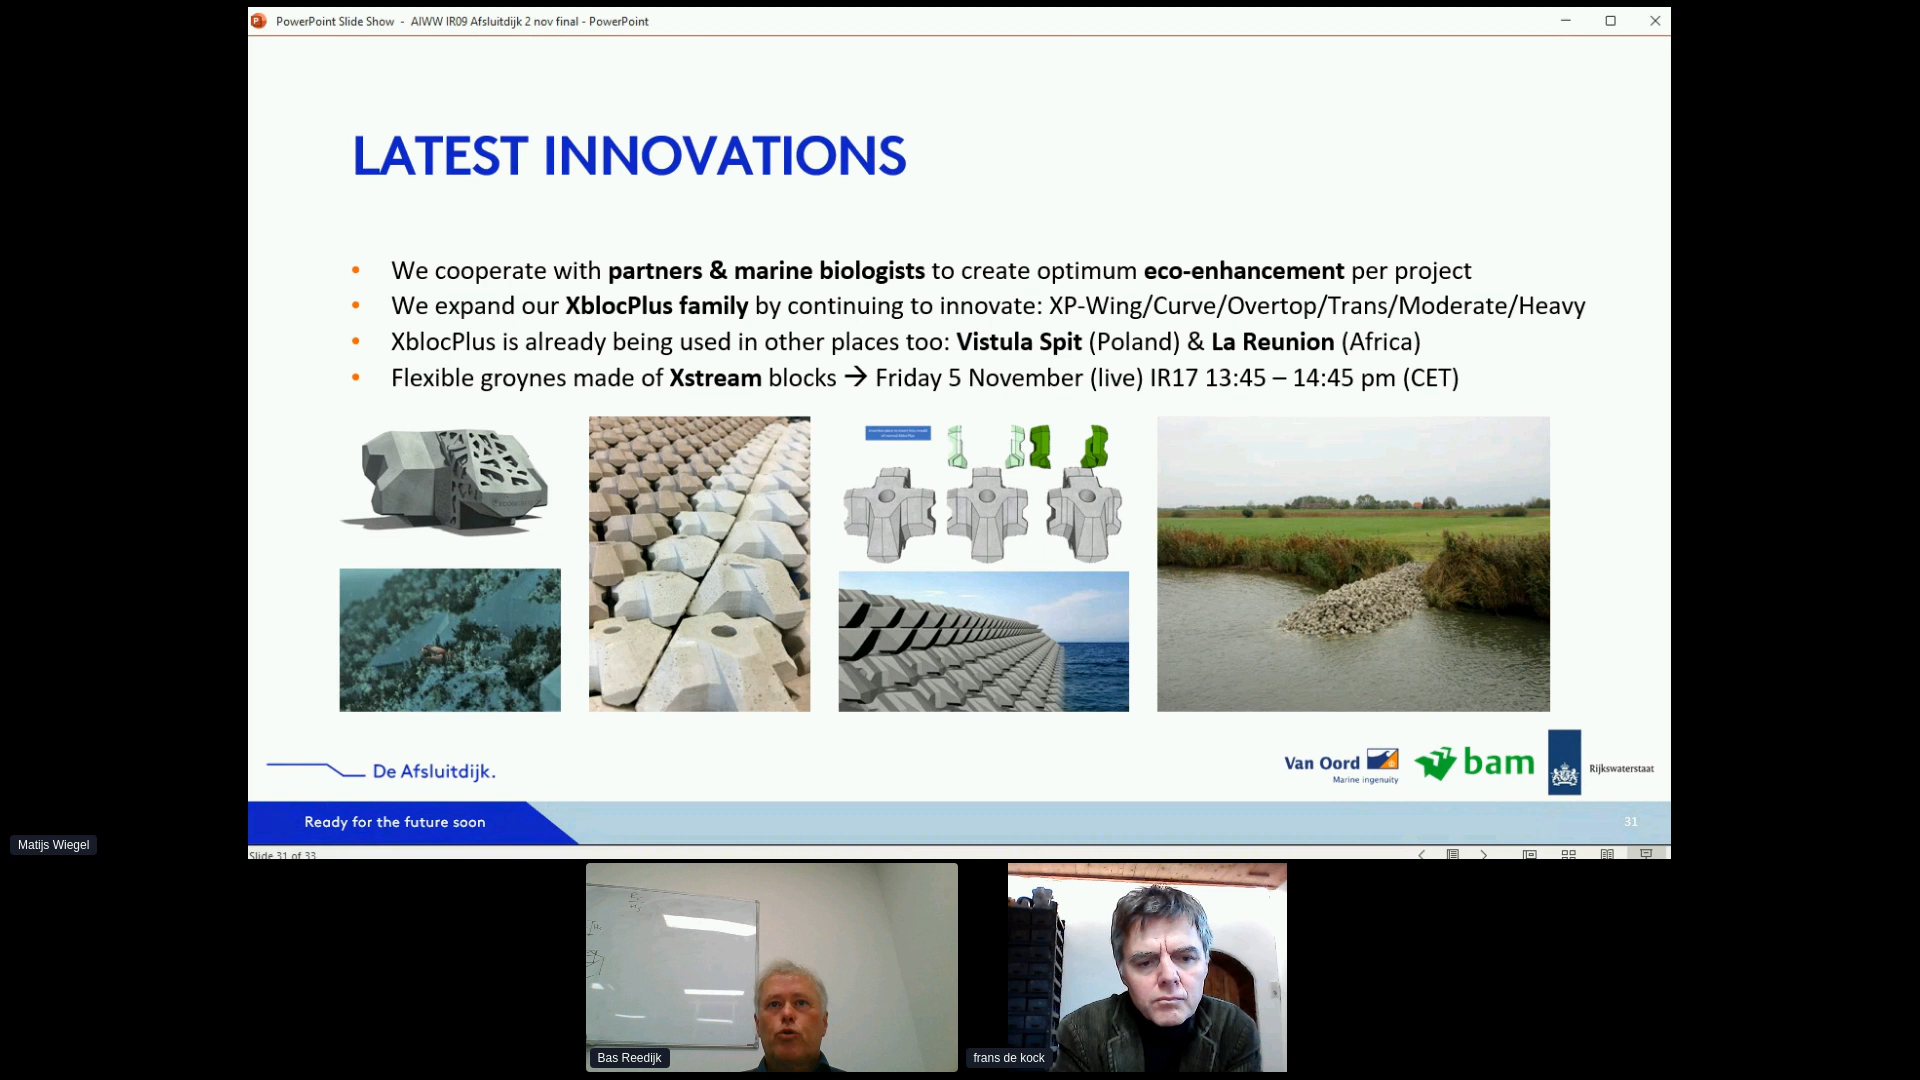 PowerPoint Slide Show - AIWW IR09 Afsluitdijk 2 nov final - PowerPoint
LATEST INNOVATIONS
• We cooperate with partners & marine biologists to create optimum eco-enhancement per project
• We expand our XblocPlus family by continuing to innovate: XP-Wing/Curve/Overtop/Trans/Moderate/Heavy
• XblocPlus is already being used in other places too: Vistula Spit (Poland) & La Reunion (Africa)
• Flexible groynes made of Xstream blocks → Friday 5 November (live) IR17 13:45 – 14:45 pm (CET)
De Afsluitdijk.
Van Oord
Marine ingenuity
bam
Rijkswaterstaat
Ready for the future soon
31
Slide 31 of 33
Matijs Wiegel
Bas Reedijk
frans de kock